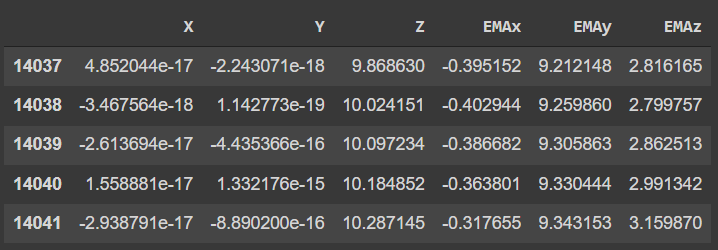 X Y Z EMAx EMAy EMAz
14037 4.852044e-17 -2.243071e-18 9.868630 -0.395152 9.212148 2.816165
14038 -3.467564e-18 1.142773e-19 10.024151 -0.402944 9.259860 2.799757
14039 -2.613694e-17 -4.435366e-16 10.097234 -0.386682 9.305863 2.862513
14040 1.558881e-17 1.332176e-15 10.184852 -0.363801 9.330444 2.991342
14041 -2.938791e-17 -8.890200e-16 10.287145 -0.317655 9.343153 3.159870